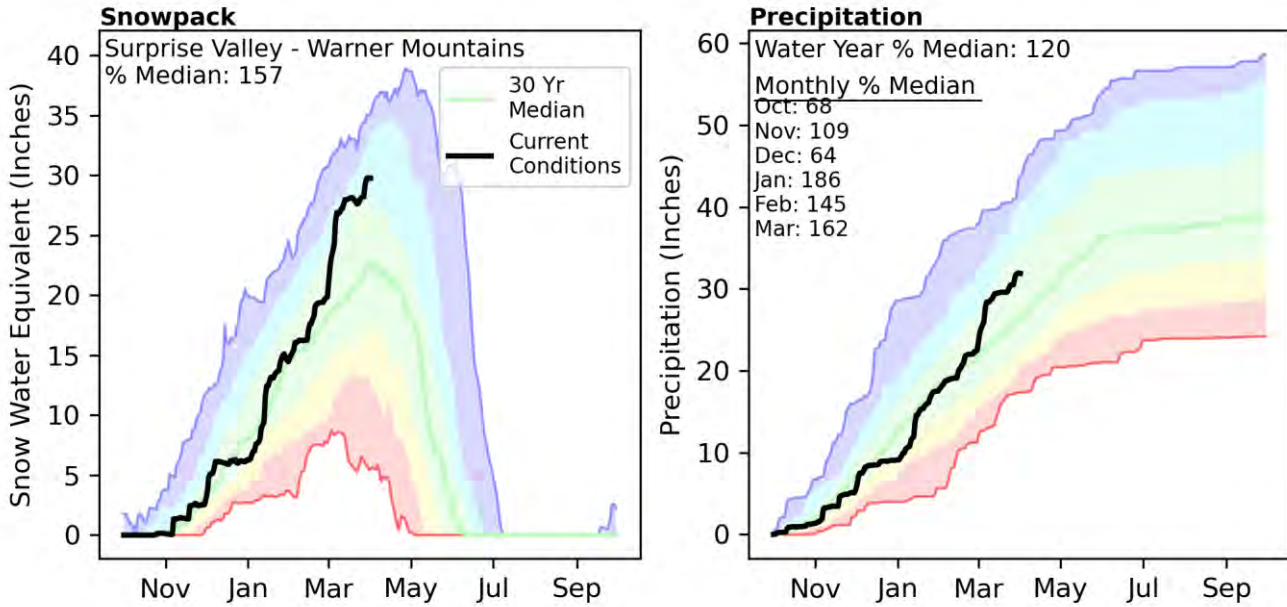 Snowpack
Surprise Valley - Warner Mountains
% Median: 157
30 Yr
Median
Current
Conditions
Snow Water Equivalent (Inches)
40
35
30
25
20
15
10
5
0
Nov
Jan
Mar
May
Jul
Sep
Precipitation
Water Year % Median: 120
Monthly % Median
Oct: 68
Nov: 109
Dec: 64
Jan: 186
Feb: 145
Mar: 162
Precipitation (Inches)
60
50
40
30
20
10
0
Nov
Jan
Mar
May
Jul
Sep